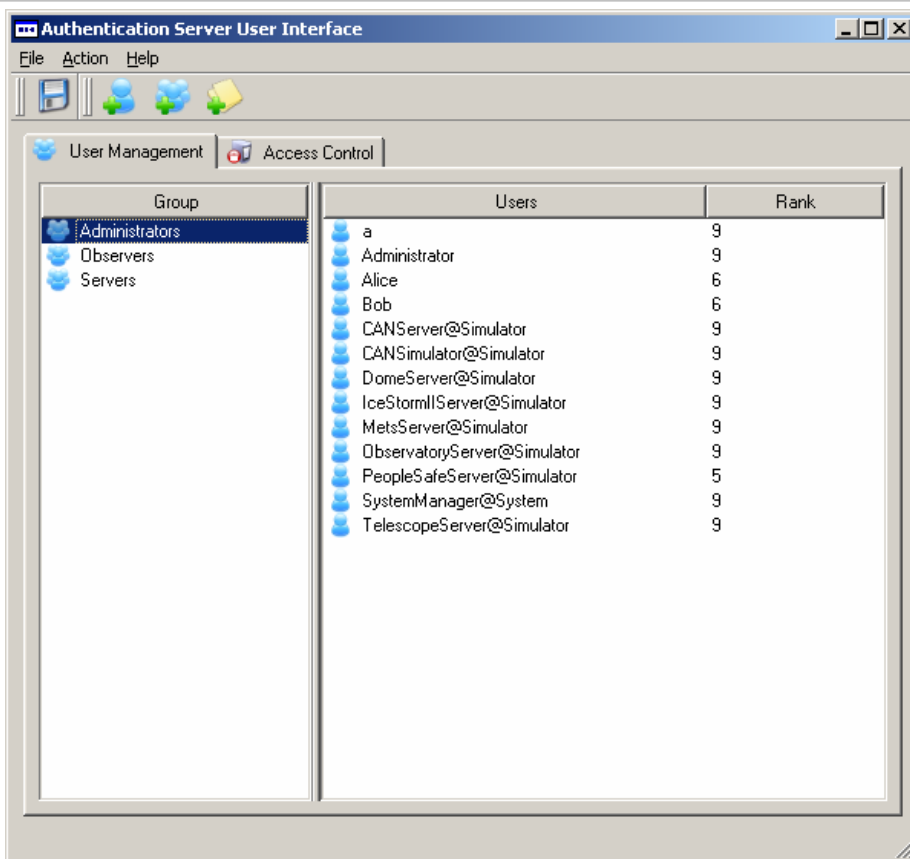 Authentication Server User Interface
File Action Help
User Management Access Control
Group Users Rank
Administrators
Observers
Servers
a 9
Administrator 9
Alice 6
Bob 6
CANServer@Simulator 9
CANSimulator@Simulator 9
DomeServer@Simulator 9
IceStormIIServer@Simulator 9
MetsServer@Simulator 9
ObservatoryServer@Simulator 9
PeopleSafeServer@Simulator 5
SystemManager@System 9
TelescopeServer@Simulator 9